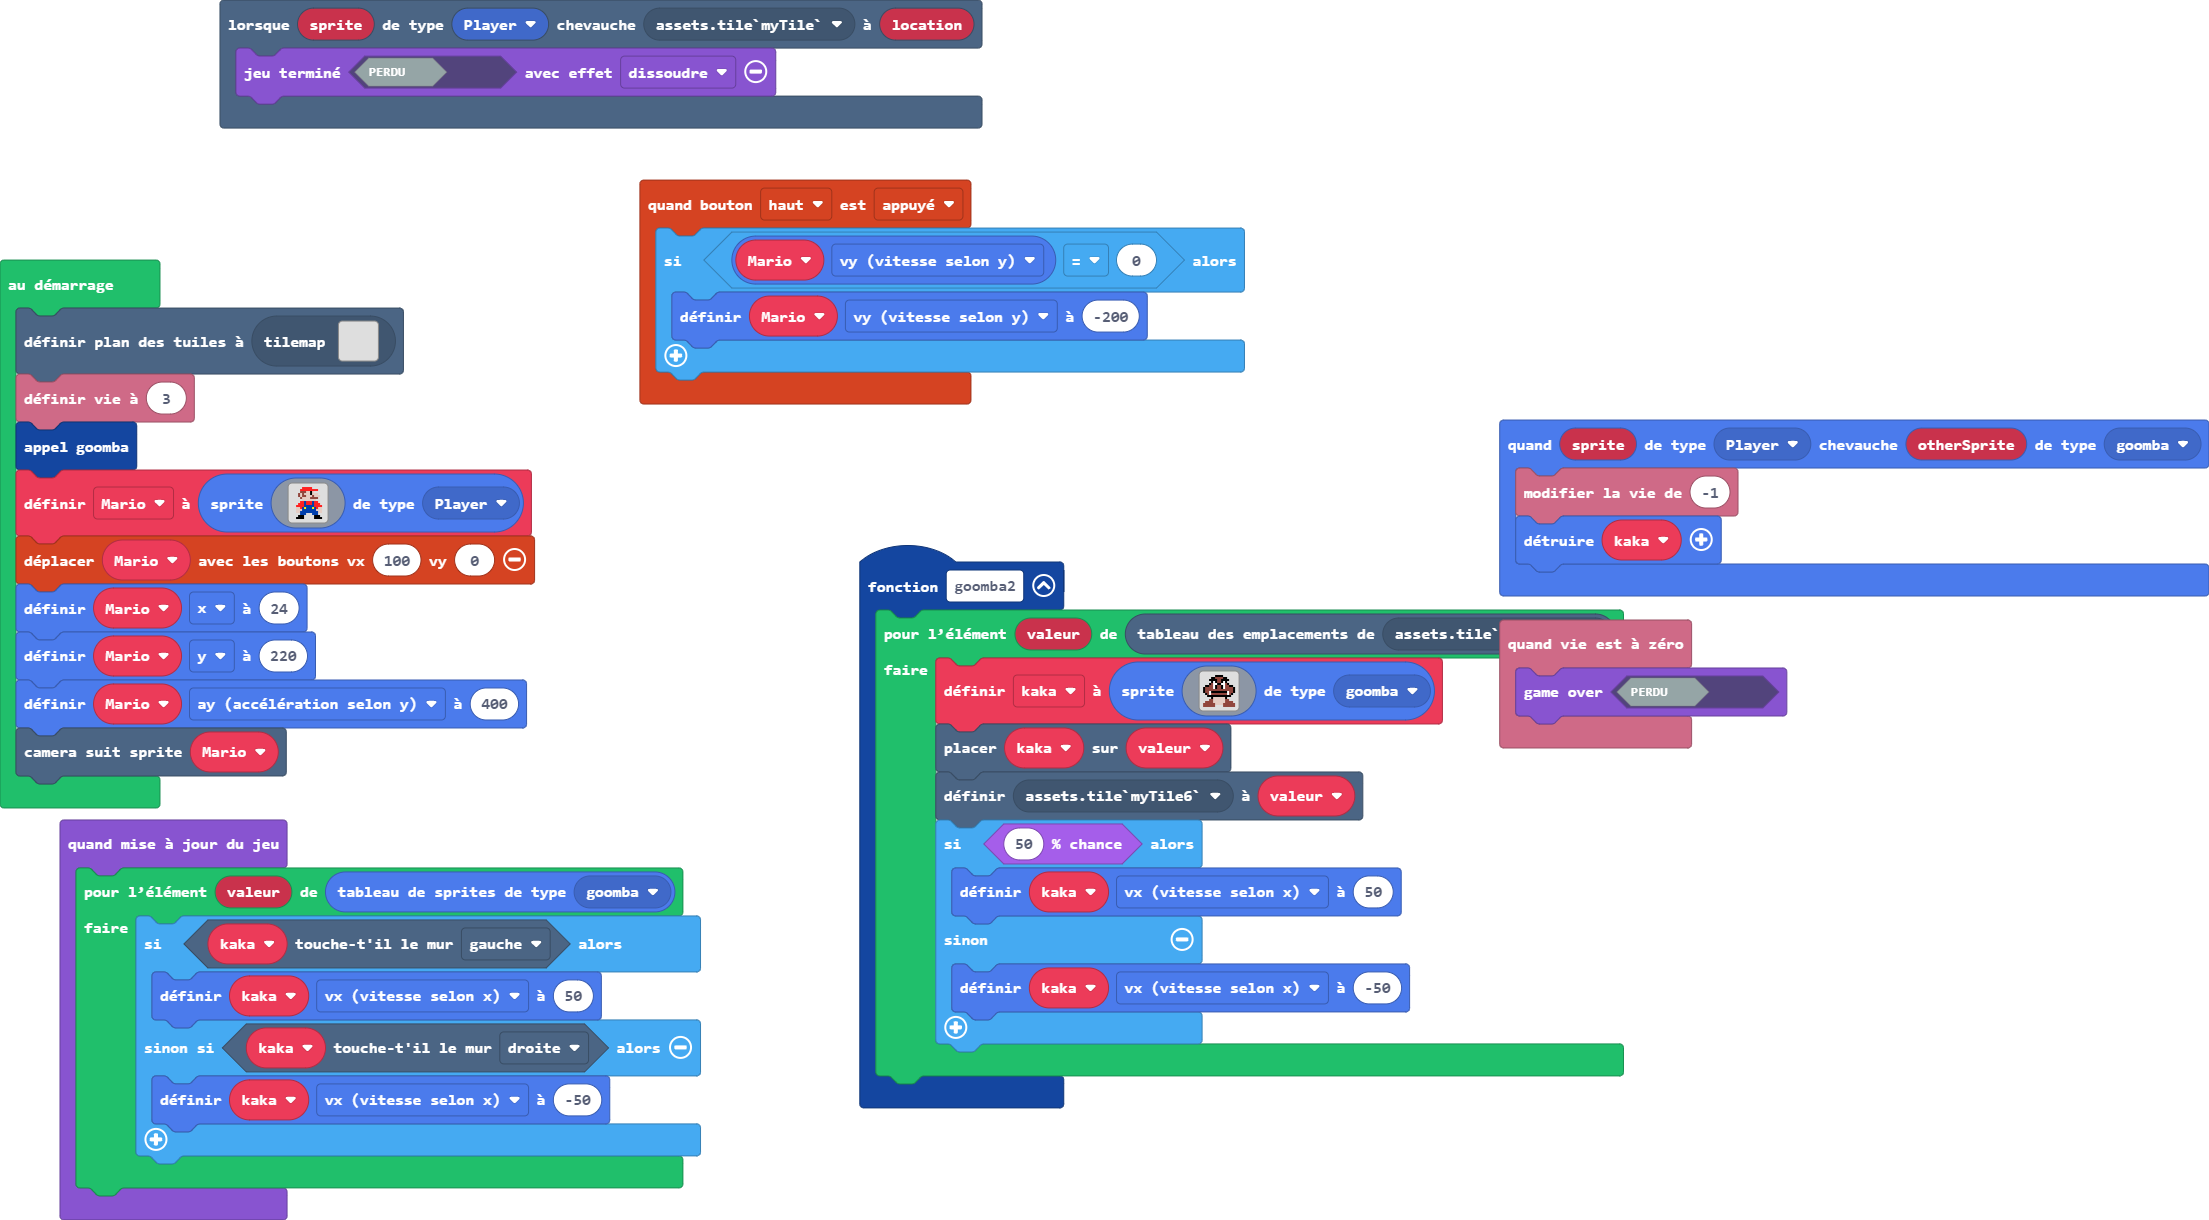 lorsque sprite de type Player chevauche assets.tile`myTile` à location
jeu terminé PERDU avec effet dissoudre
quand bouton haut est appuyé
si Mario vy (vitesse selon y) = 0 alors
définir Mario vy (vitesse selon y) à -200
au démarrage
définir plan des tuiles à tilemap
définir vie à 3
appel goomba
définir Mario à sprite de type Player
déplacer Mario avec les boutons vx 100 vy 0
définir Mario x à 24
définir Mario y à 220
définir Mario ay (accélération selon y) à 400
camera suit sprite Mario
quand sprite de type Player chevauche otherSprite de type goomba
modifier la vie de -1
détruire kaka
fonction goomba2
pour l'élément valeur de tableau des emplacements de assets.tile`
faire
définir kaka à sprite de type goomba
placer kaka sur valeur
définir assets.tile`myTile6` à valeur
si 50 % chance alors
définir kaka vx (vitesse selon x) à 50
sinon
définir kaka vx (vitesse selon x) à -50
quand vie est à zéro
game over PERDU
quand mise à jour du jeu
pour l'élément valeur de tableau de sprites de type goomba
faire
si kaka touche-t'il le mur gauche alors
définir kaka vx (vitesse selon x) à 50
sinon si kaka touche-t'il le mur droite alors
définir kaka vx (vitesse selon x) à -50